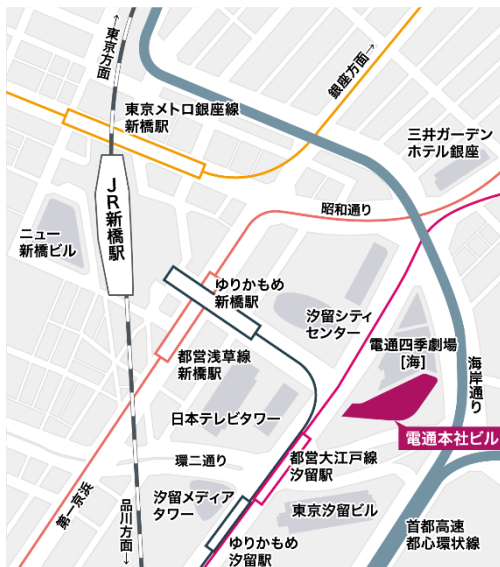 ←東京方面
銀座方面→
東京メトロ銀座線
新橋駅
三井ガーデン
ホテル銀座
JR新橋駅
昭和通り
ニュー
新橋ビル
ゆりかもめ
新橋駅
汐留シティ
センター
電通四季劇場
[海]
海岸通り
都営浅草線
新橋駅
日本テレビタワー
電通本社ビル
環二通り
都営大江戸線
汐留駅
汐留メディア
タワー
第一京浜
品川方面→
東京汐留ビル
首都高速
都心環状線
ゆりかもめ
汐留駅